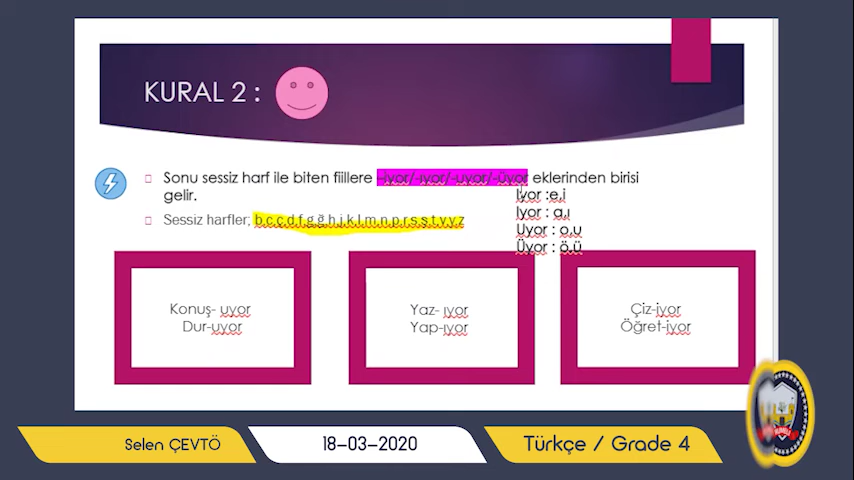 KURAL 2 :
Sonu sessiz harf ile biten fiillere -iyor/-ıyor/-uyor/-üyor eklerinden birisi
gelir.
Sessiz harfler; b,c,ç,d,f,g,ğ,h,j,k,l,m,n,p,r,s,ş,t,v,y,z
İyor :e,i
Iyor : a,ı
Uyor : o,u
Üyor : ö,ü
Konuş- uyor
Dur-uyor
Yaz- ıyor
Yap-ıyor
Çiz-iyor
Öğret-iyor
Selen ÇEVTÖ
18-03-2020
Türkçe / Grade 4